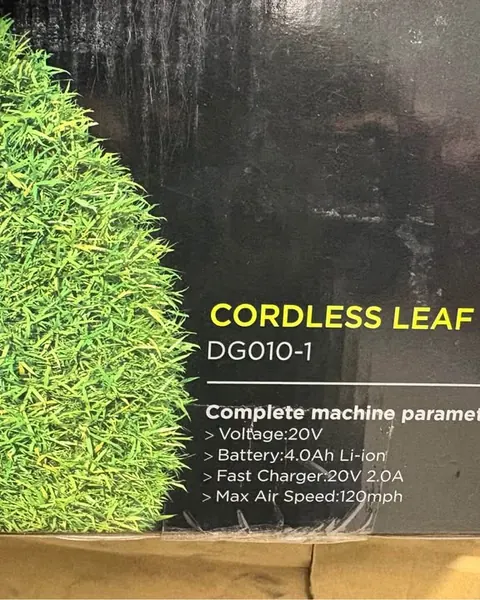 CORDLESS LEAF
DG010-1
Complete machine paramet
> Voltage:20V
> Battery:4.0Ah Li-ion
> Fast Charger:20V 2.0A
> Max Air Speed:120mph